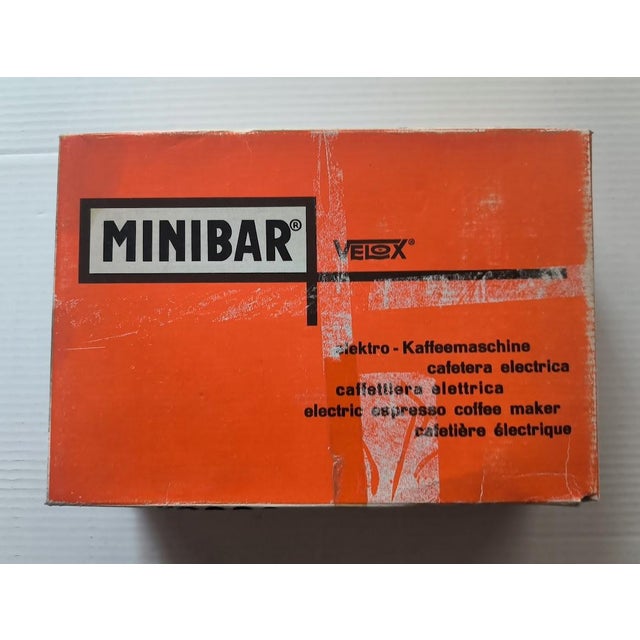 MINIBAR®
VELOX®
elektro - Kaffeemaschine
cafetera electrica
caffettiera elettrica
electric espresso coffee maker
cafetière électrique